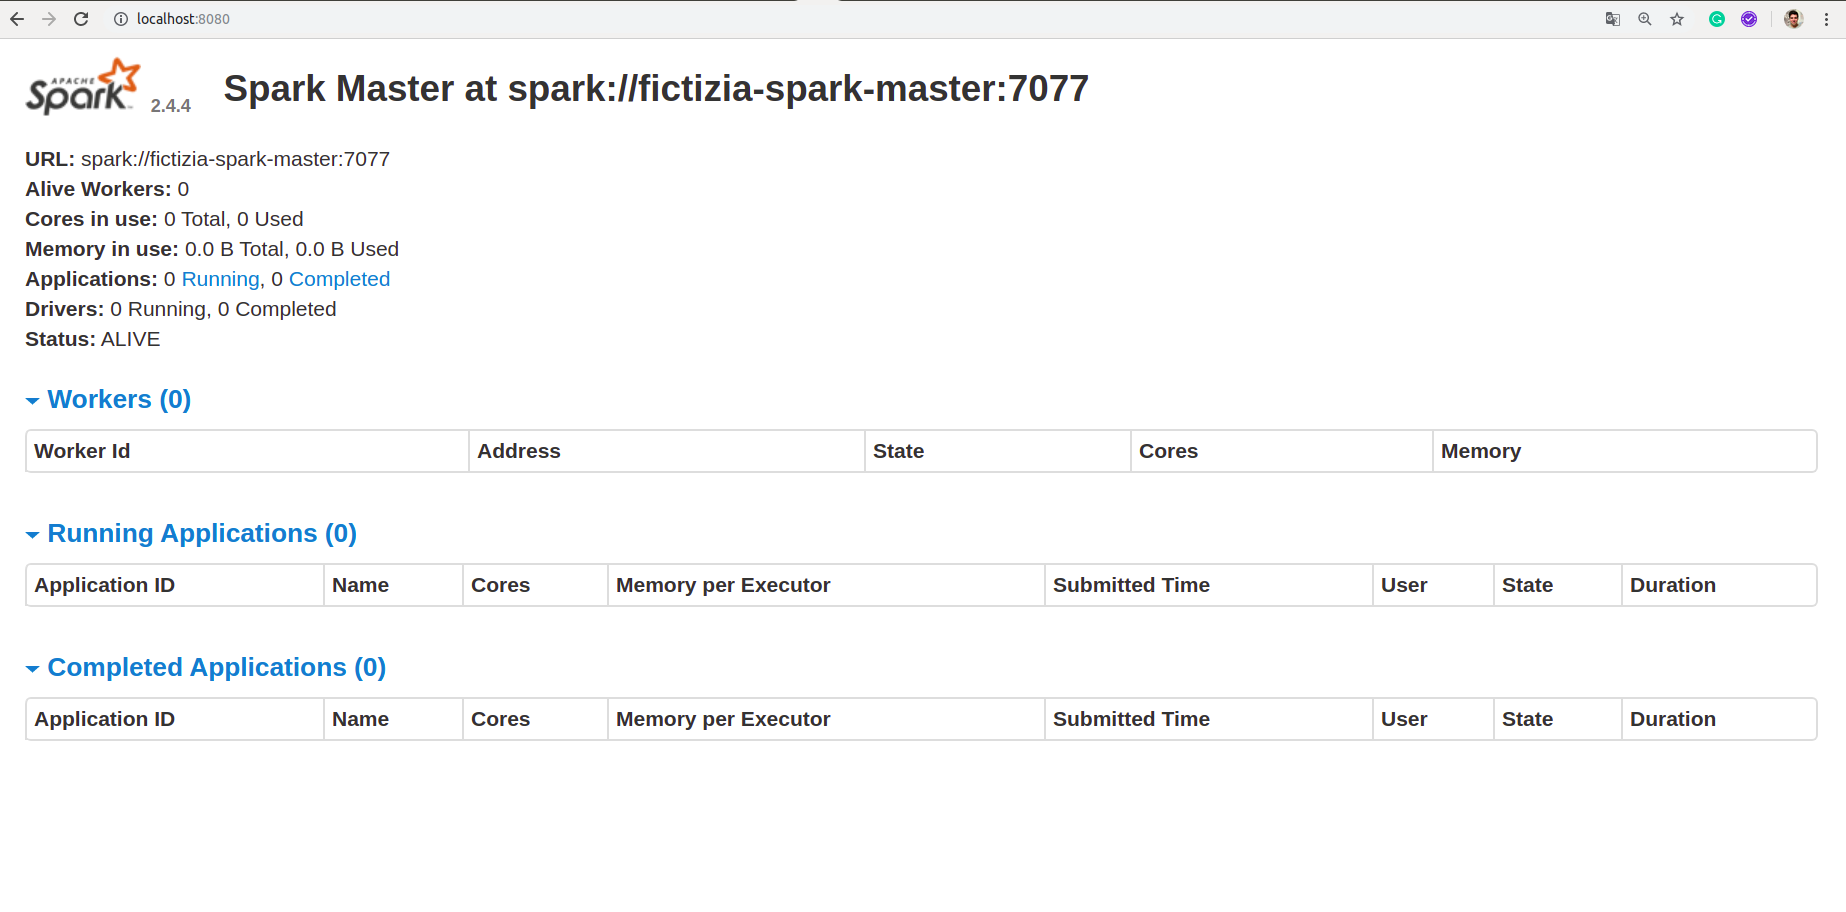 localhost:8080
APACHE
Spark 2.4.4 Spark Master at spark://fictizia-spark-master:7077
URL: spark://fictizia-spark-master:7077
Alive Workers: 0
Cores in use: 0 Total, 0 Used
Memory in use: 0.0 B Total, 0.0 B Used
Applications: 0 Running, 0 Completed
Drivers: 0 Running, 0 Completed
Status: ALIVE
Workers (0)
Worker Id Address State Cores Memory
Running Applications (0)
Application ID Name Cores Memory per Executor Submitted Time User State Duration
Completed Applications (0)
Application ID Name Cores Memory per Executor Submitted Time User State Duration